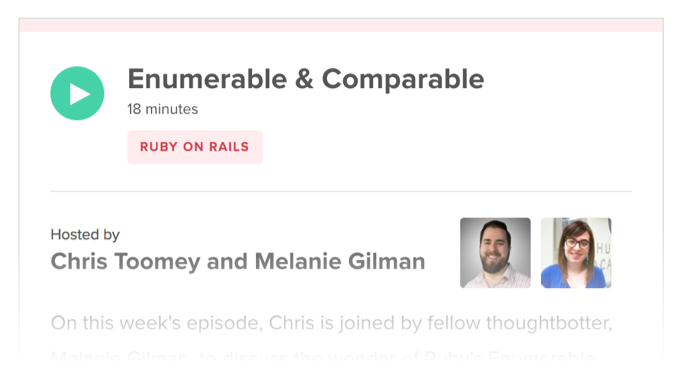 Enumerable & Comparable
18 minutes
RUBY ON RAILS
Hosted by
Chris Toomey and Melanie Gilman
On this week's episode, Chris is joined by fellow thoughtbotter,
Melanie Gilman, to discuss the wonder of Ruby's Enumerable